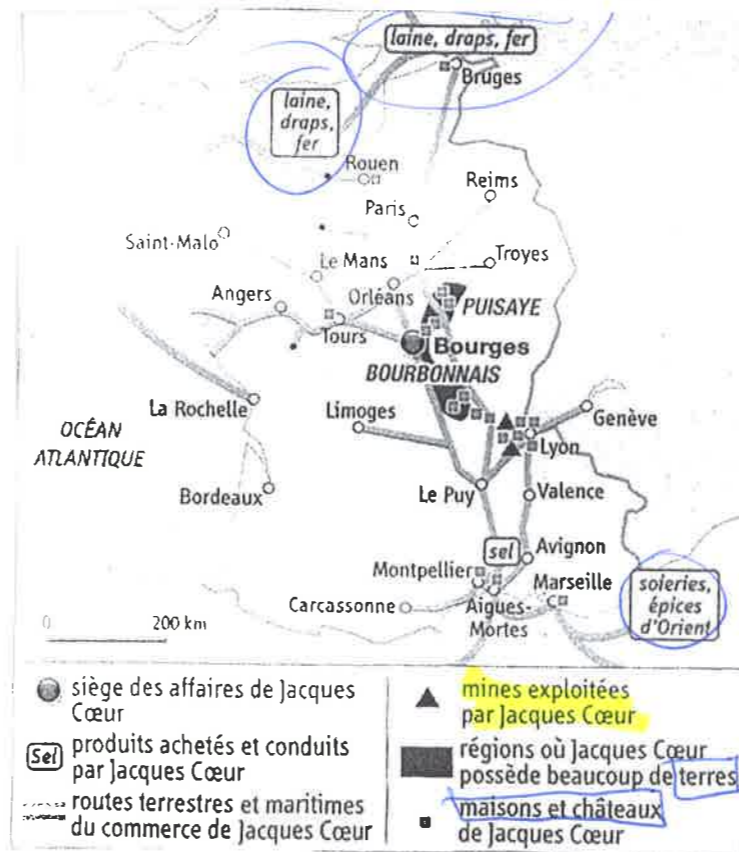 laine, draps, fer
Bruges
laine,
draps,
fer
Rouen
Reims
Paris
Saint-Malo
Le Mans
Troyes
Angers
Orléans
PUISAYE
Tours
Bourges
BOURBONNAIS
La Rochelle
Limoges
Genève
OCÉAN
ATLANTIQUE
Lyon
Bordeaux
Le Puy
Valence
sel
Avignon
Montpellier
Marseille
soieries,
épices
d'Orient
Carcassonne
Aigues-
Mortes
0 200 km
siège des affaires de Jacques
Cœur
Sel
produits achetés et conduits
par Jacques Cœur
routes terrestres et maritimes
du commerce de Jacques Cœur
mines exploitées
par Jacques Cœur
régions où Jacques Cœur
possède beaucoup de terres
maisons et châteaux
de Jacques Cœur